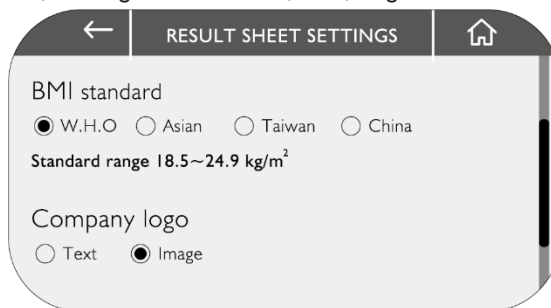 RESULT SHEET SETTINGS
BMI standard
W.H.O Asian Taiwan China
Standard range 18.5~24.9 kg/m²
Company logo
Text Image